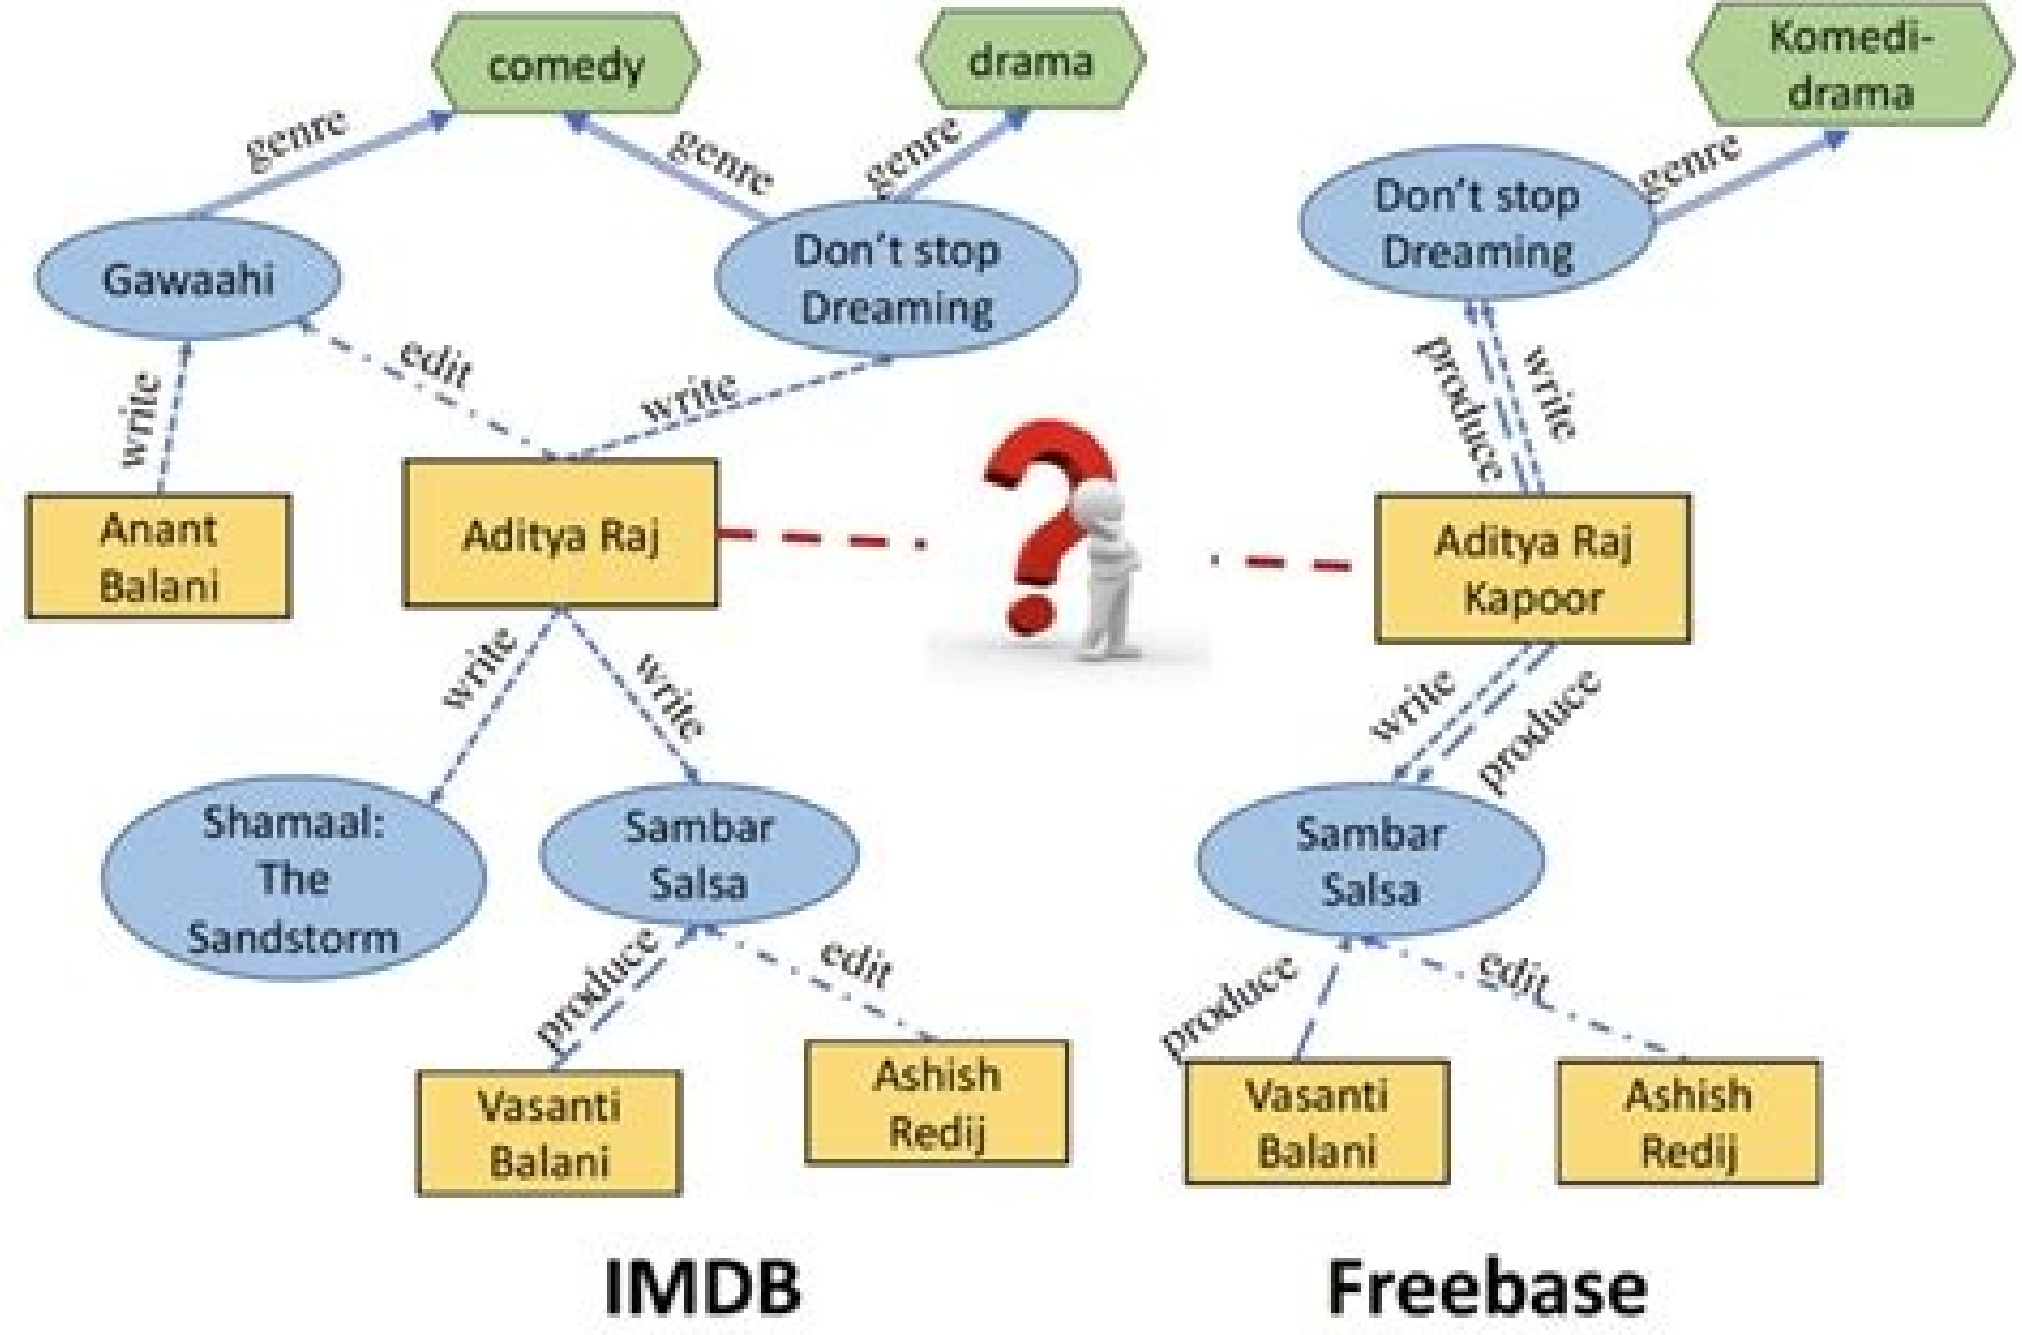 comedy
drama
Komedi-
drama
genre
genre
genre
genre
Gawaahi
Don't stop
Dreaming
Don't stop
Dreaming
write
edit
write
produce
write
Anant
Balani
Aditya Raj
Aditya Raj
Kapoor
write
write
write
produce
Shamaal:
The
Sandstorm
Sambar
Salsa
Sambar
Salsa
produce
edit
produce
edit
Vasanti
Balani
Ashish
Redij
Vasanti
Balani
Ashish
Redij
IMDB
Freebase